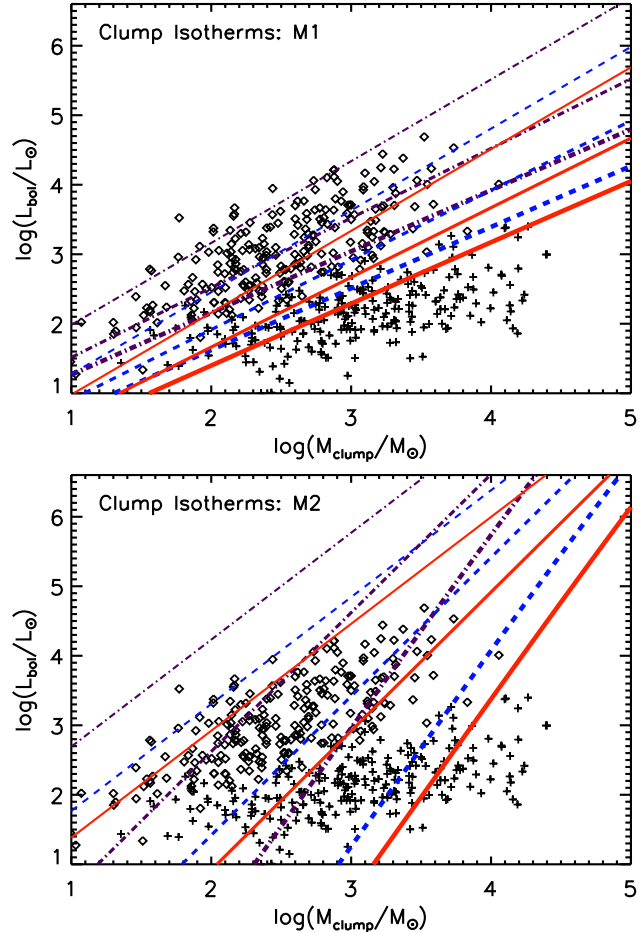 Clump Isotherms: M1
6
5
4
3
2
1
log(L_bol/L_⊙)
1 2 3 4 5
log(M_clump/M_⊙)
Clump Isotherms: M2
6
5
4
3
2
1
log(L_bol/L_⊙)
1 2 3 4 5
log(M_clump/M_⊙)